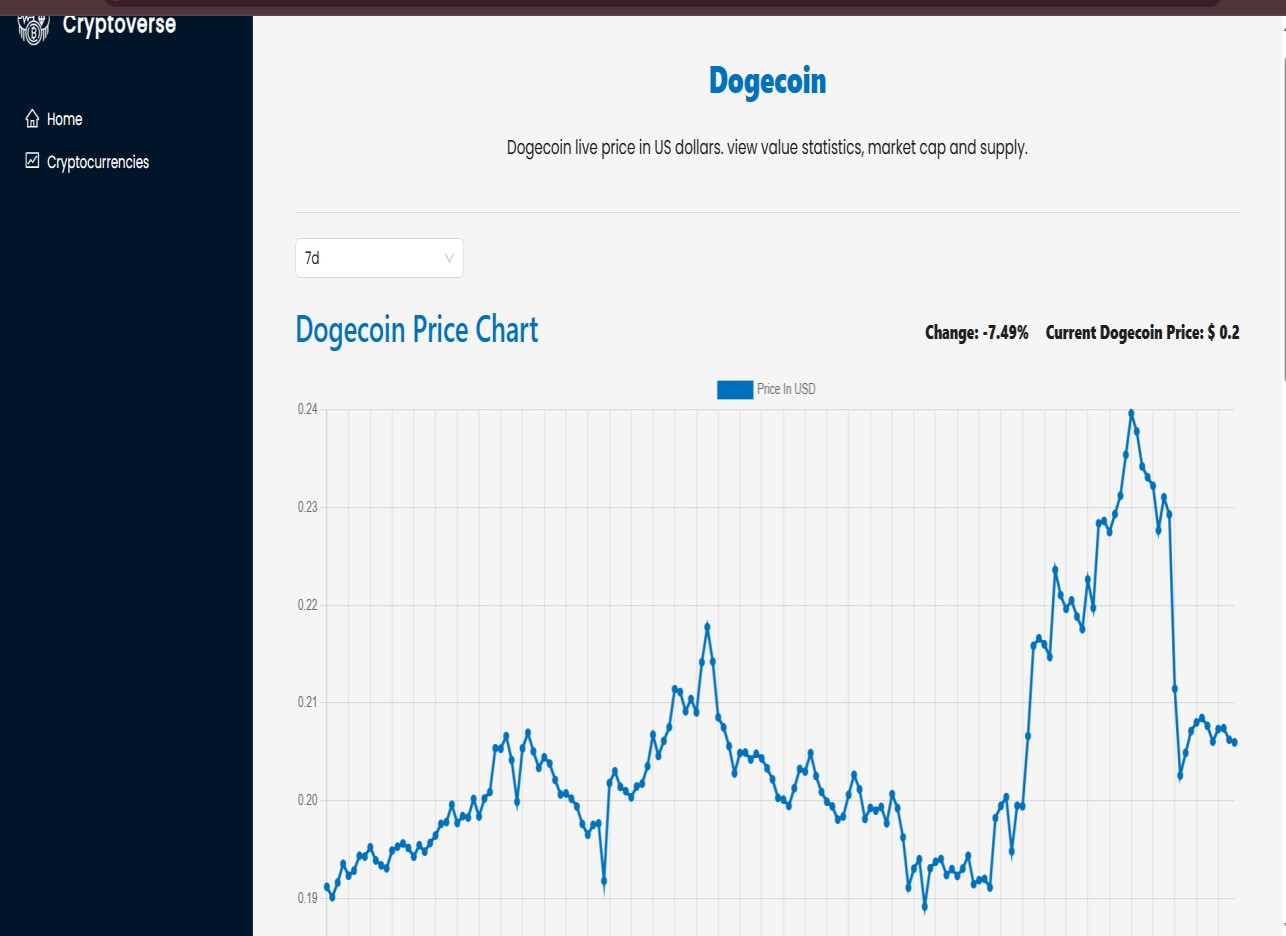 Cryptoverse
Home
Cryptocurrencies
Dogecoin
Dogecoin live price in US dollars. view value statistics, market cap and supply.
7d
Dogecoin Price Chart
Change: -7.49% Current Dogecoin Price: $ 0.2
Price In USD
0.24
0.23
0.22
0.21
0.20
0.19